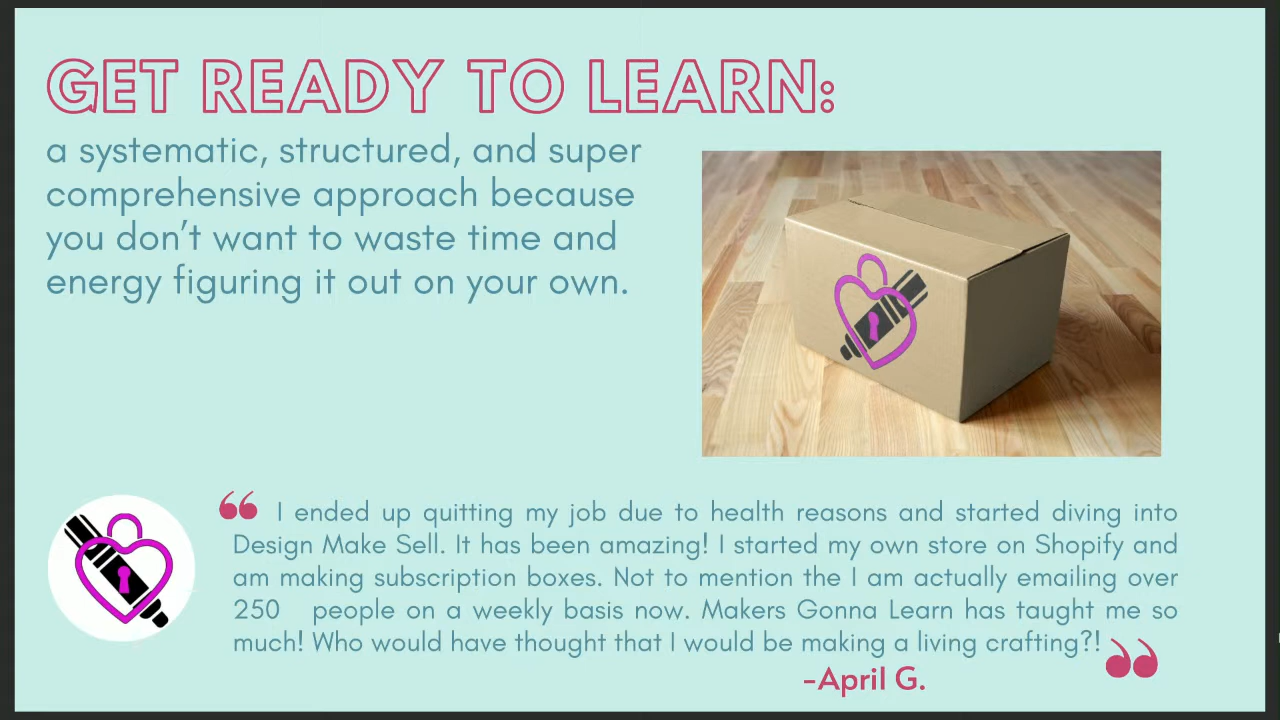 GET READY TO LEARN:
a systematic, structured, and super
comprehensive approach because
you don't want to waste time and
energy figuring it out on your own.
“ I ended up quitting my job due to health reasons and started diving into
Design Make Sell. It has been amazing! I started my own store on Shopify and
am making subscription boxes. Not to mention the I am actually emailing over
250 people on a weekly basis now. Makers Gonna Learn has taught me so
much! Who would have thought that I would be making a living crafting?! ”
-April G.